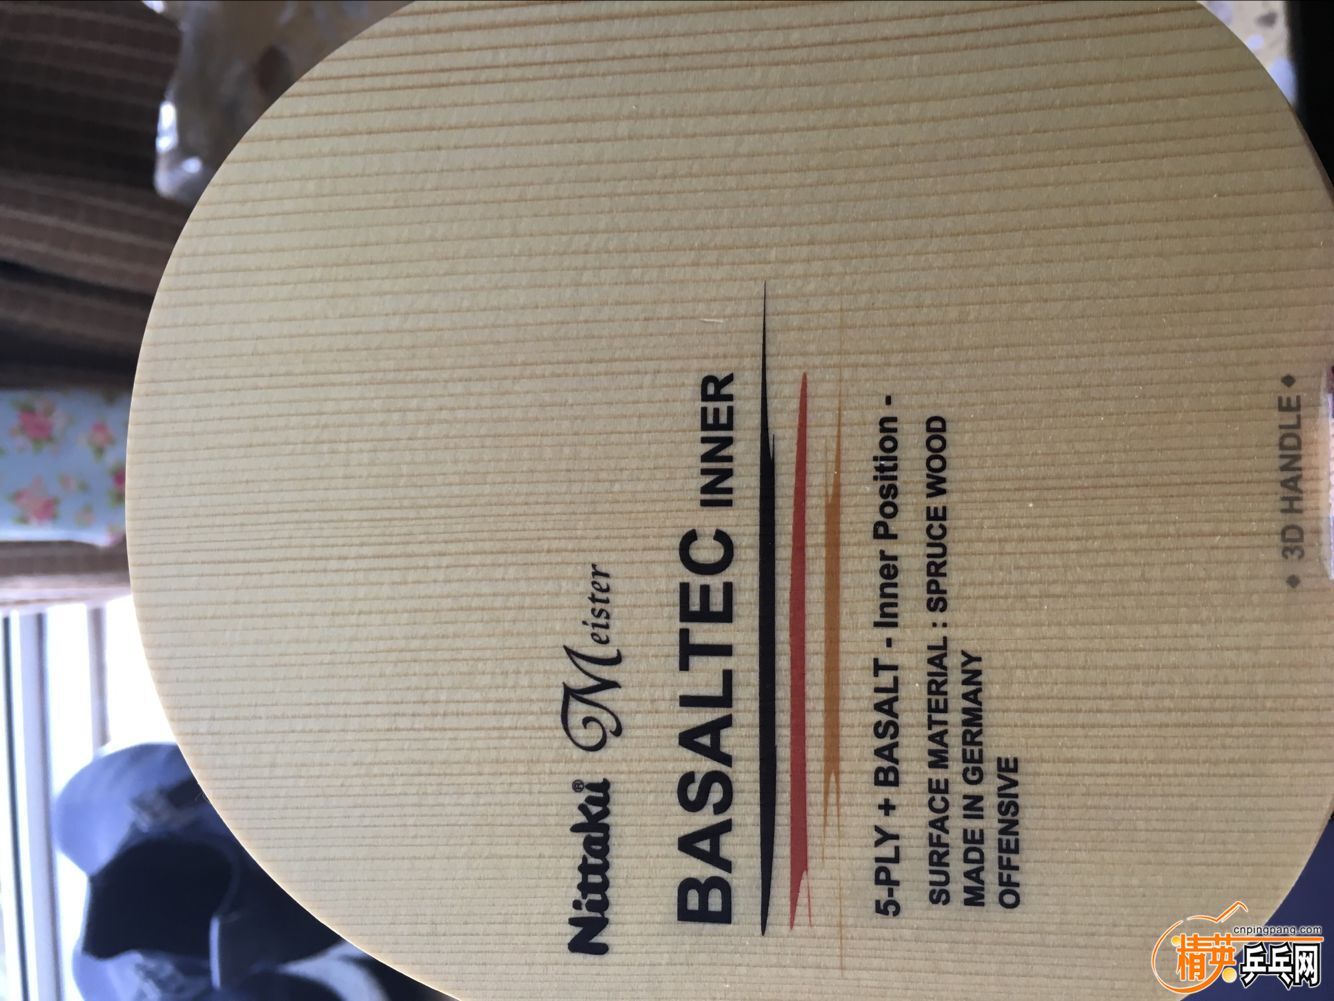 Nittaku® Meister
BASALTEC INNER
5-PLY + BASALT - Inner Position -
SURFACE MATERIAL : SPRUCE WOOD
MADE IN GERMANY
OFFENSIVE
◆ 3D HANDLE ◆
cnpingpang.com
精英乒乓网